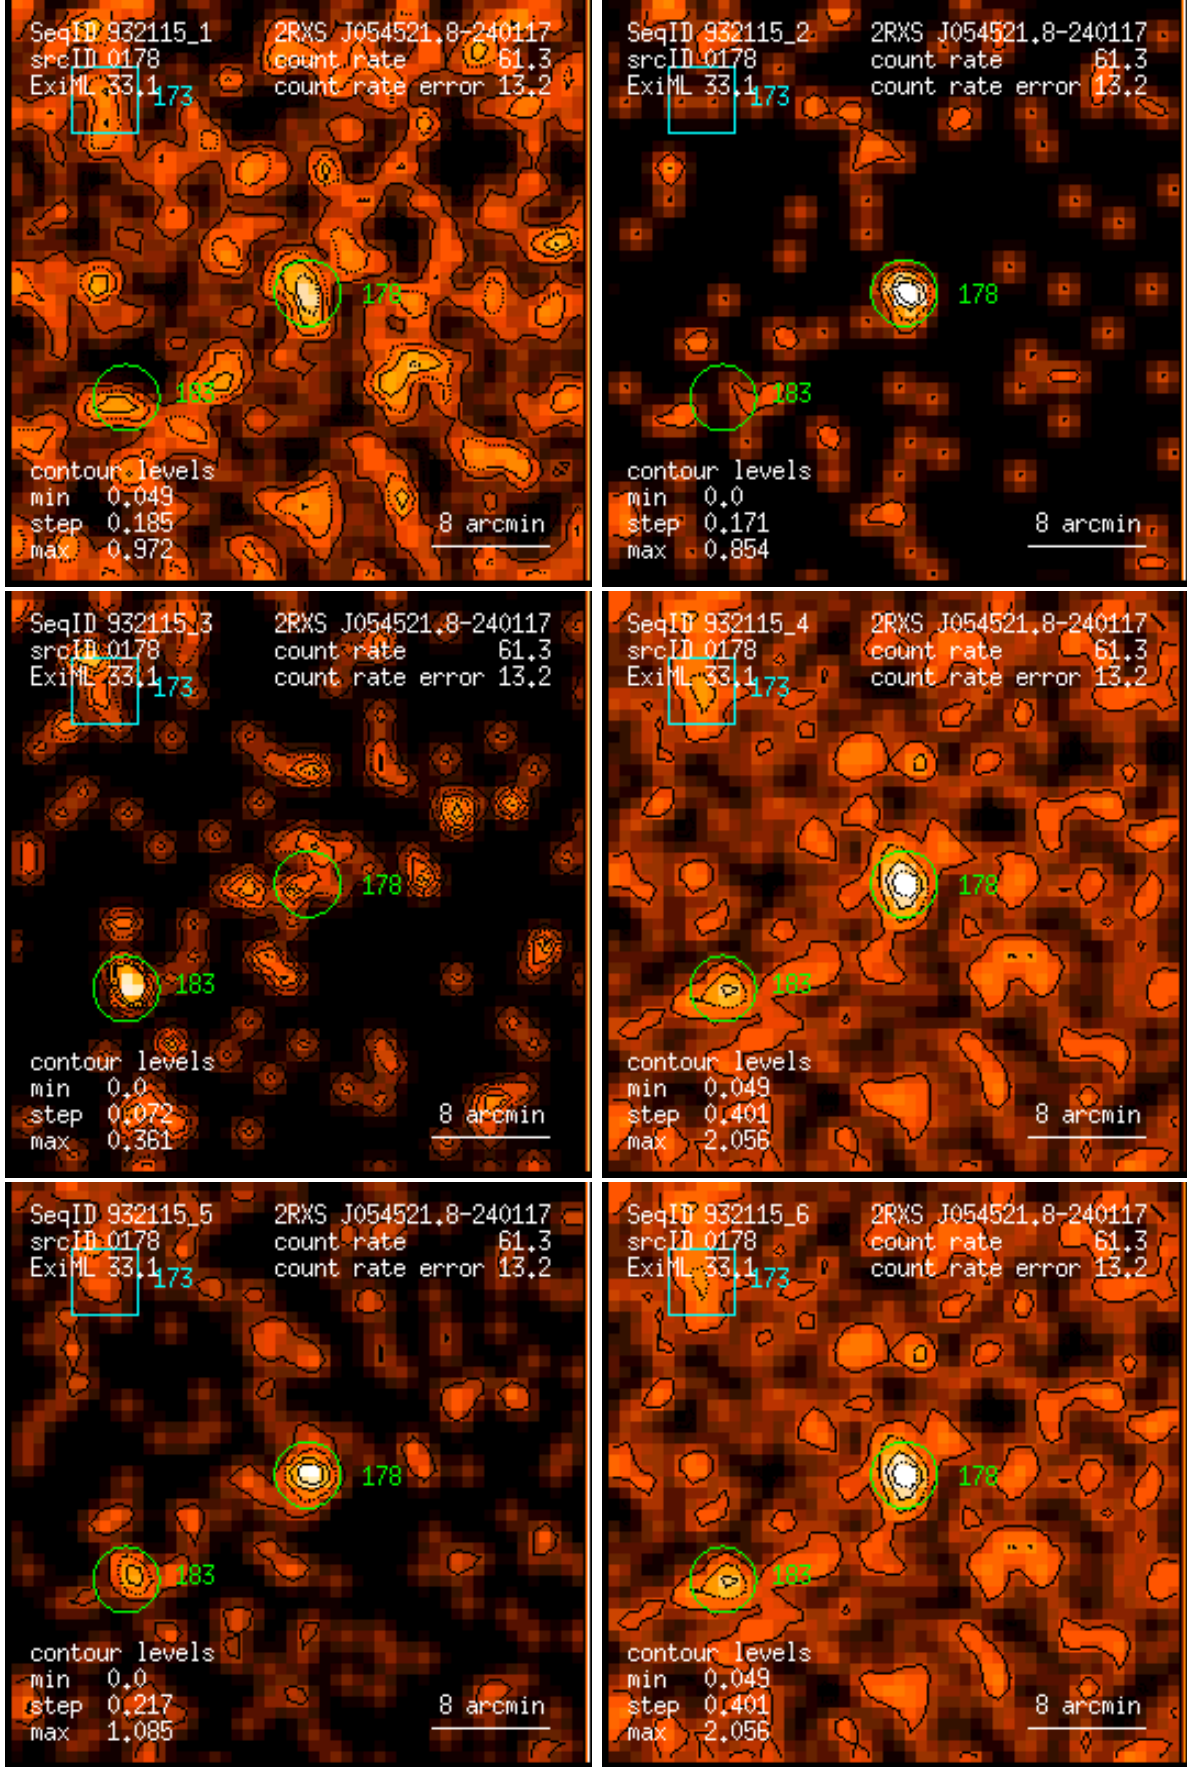 SeqID 932115_1 2RXS J054521.8-240117
srcID 0178 count rate 61.3
ExiML 33.1 count rate error 13.2
173
178
183
contour levels
min 0.049
step 0.185
max 0.972
8 arcmin
SeqID 932115_2 2RXS J054521.8-240117
srcID 0178 count rate 61.3
ExiML 33.1 count rate error 13.2
173
178
183
contour levels
min 0.0
step 0.171
max 0.854
8 arcmin
SeqID 932115_3 2RXS J054521.8-240117
srcID 0178 count rate 61.3
ExiML 33.1 count rate error 13.2
173
178
183
contour levels
min 0.0
step 0.072
max 0.361
8 arcmin
SeqID 932115_4 2RXS J054521.8-240117
srcID 0178 count rate 61.3
ExiML 33.1 count rate error 13.2
173
178
183
contour levels
min 0.049
step 0.401
max 2.056
8 arcmin
SeqID 932115_5 2RXS J054521.8-240117
srcID 0178 count rate 61.3
ExiML 33.1 count rate error 13.2
173
178
183
contour levels
min 0.0
step 0.217
max 1.085
8 arcmin
SeqID 932115_6 2RXS J054521.8-240117
srcID 0178 count rate 61.3
ExiML 33.1 count rate error 13.2
173
178
183
contour levels
min 0.049
step 0.401
max 2.056
8 arcmin